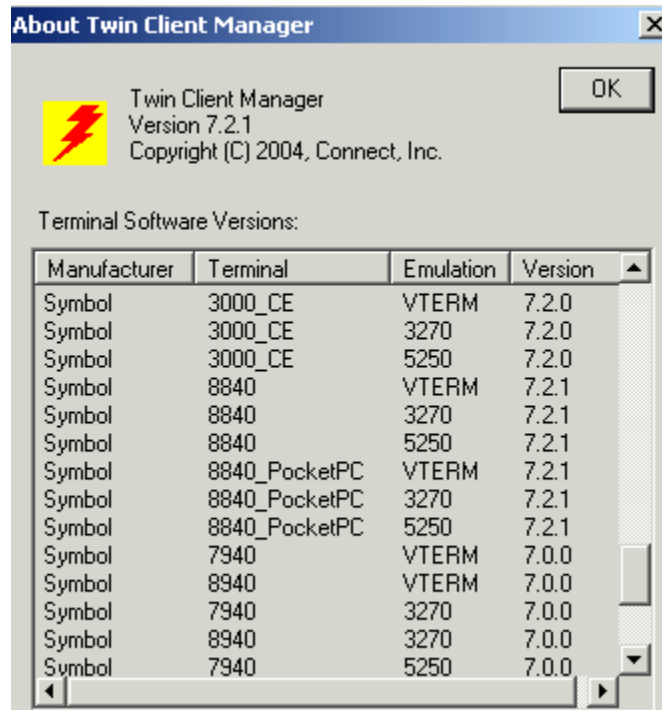 About Twin Client Manager
OK
Twin Client Manager
Version 7.2.1
Copyright (C) 2004, Connect, Inc.
Terminal Software Versions:
Manufacturer Terminal Emulation Version
Symbol 3000_CE VTERM 7.2.0
Symbol 3000_CE 3270 7.2.0
Symbol 3000_CE 5250 7.2.0
Symbol 8840 VTERM 7.2.1
Symbol 8840 3270 7.2.1
Symbol 8840 5250 7.2.1
Symbol 8840_PocketPC VTERM 7.2.1
Symbol 8840_PocketPC 3270 7.2.1
Symbol 8840_PocketPC 5250 7.2.1
Symbol 7940 VTERM 7.0.0
Symbol 8940 VTERM 7.0.0
Symbol 7940 3270 7.0.0
Symbol 8940 3270 7.0.0
Symbol 7940 5250 7.0.0